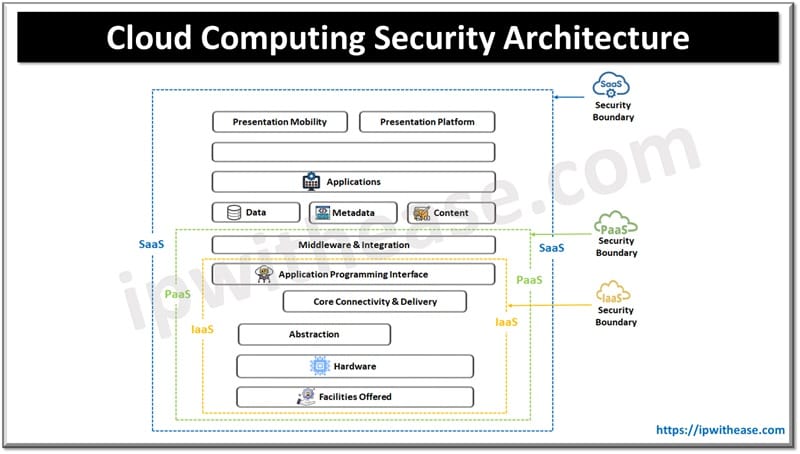 Cloud Computing Security Architecture
SaaS
Security
Boundary
Presentation Mobility
Presentation Platform
Applications
Data
Metadata
Content
PaaS
Security
Boundary
Middleware & Integration
SaaS
SaaS
Application Programming Interface
PaaS
PaaS
IaaS
Security
Boundary
Core Connectivity & Delivery
IaaS
IaaS
Abstraction
Hardware
Facilities Offered
ipwithease.com
https://ipwithease.com